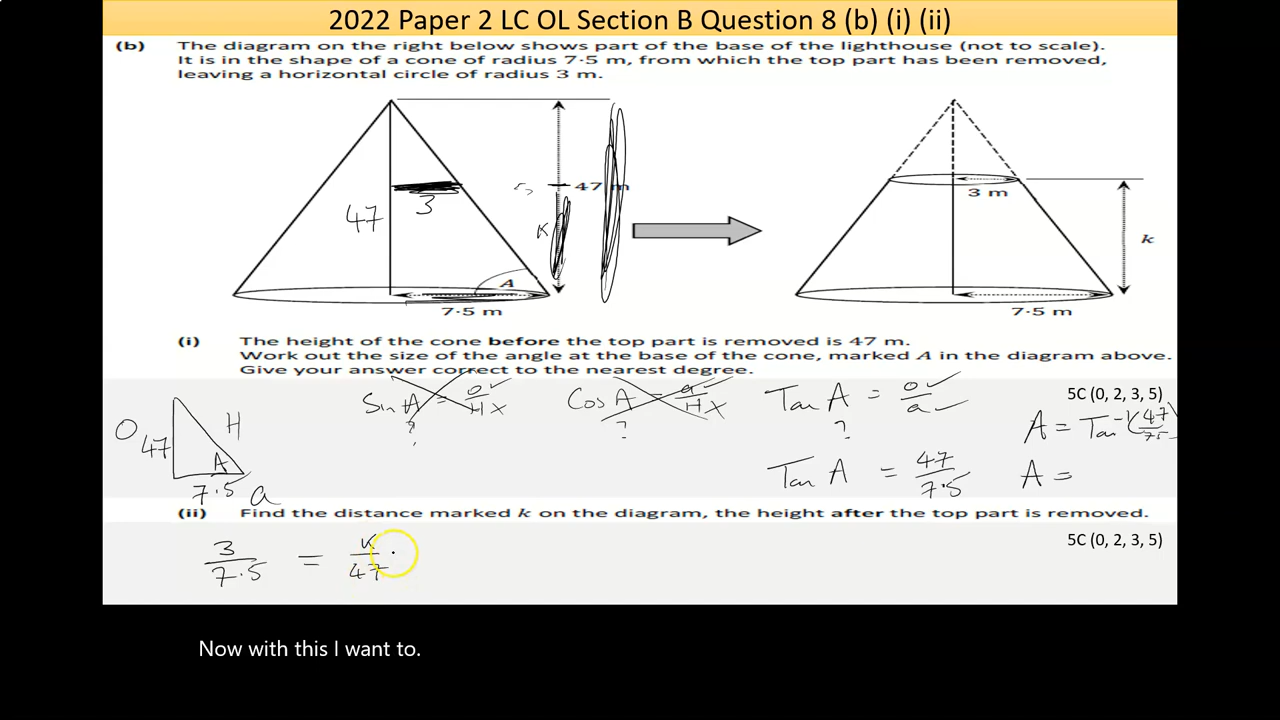 2022 Paper 2 LC OL Section B Question 8 (b) (i) (ii)
(b) The diagram on the right below shows part of the base of the lighthouse (not to scale).
It is in the shape of a cone of radius 7·5 m, from which the top part has been removed,
leaving a horizontal circle of radius 3 m.
47 m
3 m
3
47
K
k
A
7·5 m
7·5 m
(i) The height of the cone before the top part is removed is 47 m.
Work out the size of the angle at the base of the cone, marked A in the diagram above.
Give your answer correct to the nearest degree.
5C (0, 2, 3, 5)
Sin A = O/H
?
Cos A = a/H
?
Tan A = O/a
?
A = Tan⁻¹(47/7.5)
O
47
H
A
7.5
a
Tan A = 47/7.5
A =
(ii) Find the distance marked k on the diagram, the height after the top part is removed.
5C (0, 2, 3, 5)
3/7.5 = K/47
Now with this I want to.